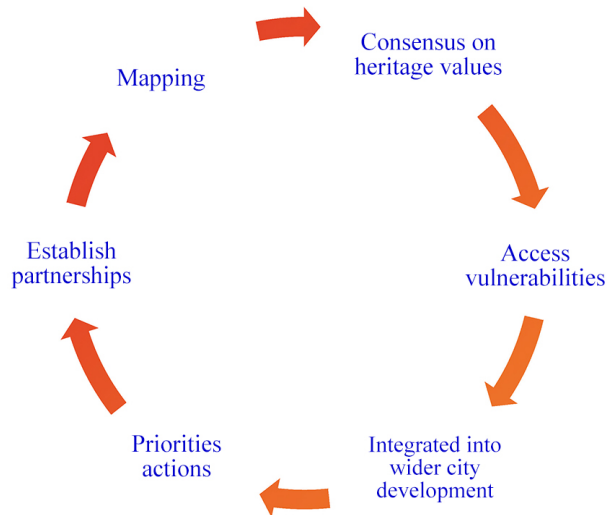 Mapping
Consensus on
heritage values
Access
vulnerabilities
Integrated into
wider city
development
Priorities
actions
Establish
partnerships